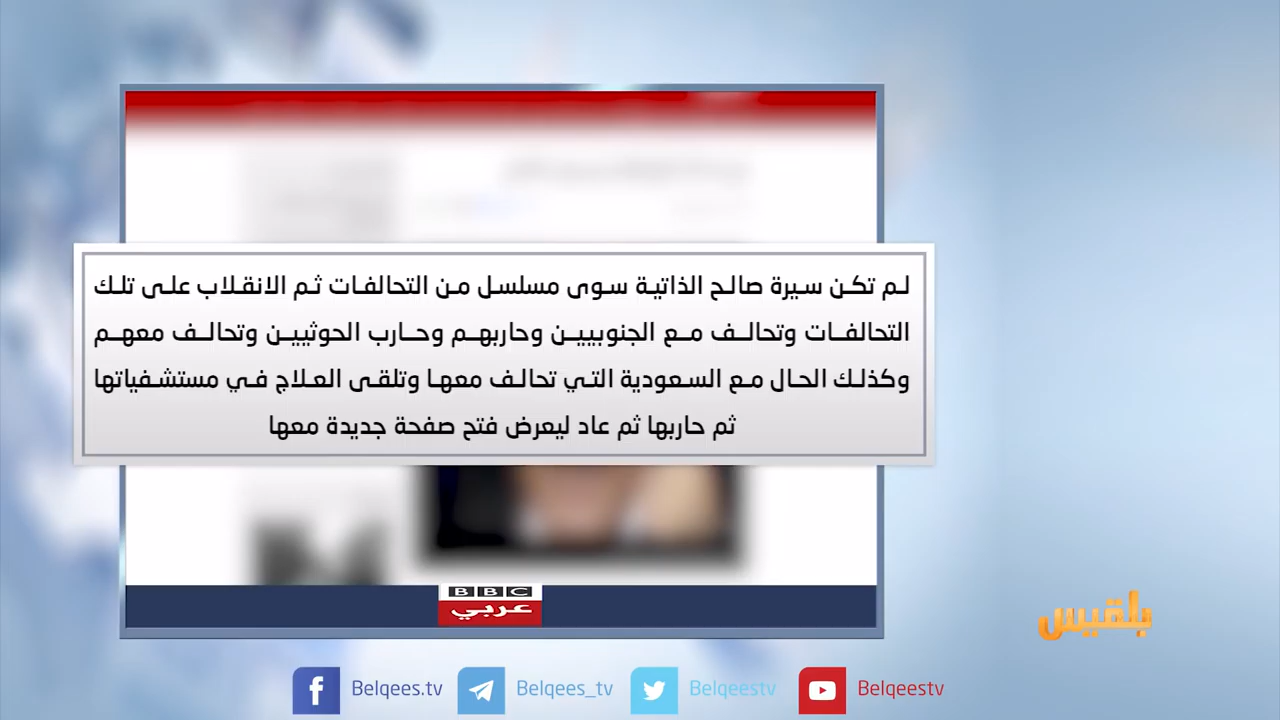 لم تكن سيرة صالح الذاتية سوى مسلسل من التحالفات ثم الانقلاب على تلك
التحالفات وتحالف مع الجنوبيين وحاربهم وحارب الحوثيين وتحالف معهم
وكذلك الحال مع السعودية التي تحالف معها وتلقى العلاج في مستشفياتها
ثم حاربها ثم عاد ليعرض فتح صفحة جديدة معها
BBC
عربي
بلقيس
Belqees.tv Belqees_tv Belqeestv Belqeestv